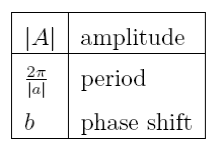 |A| amplitude
2π/|a| period
b phase shift